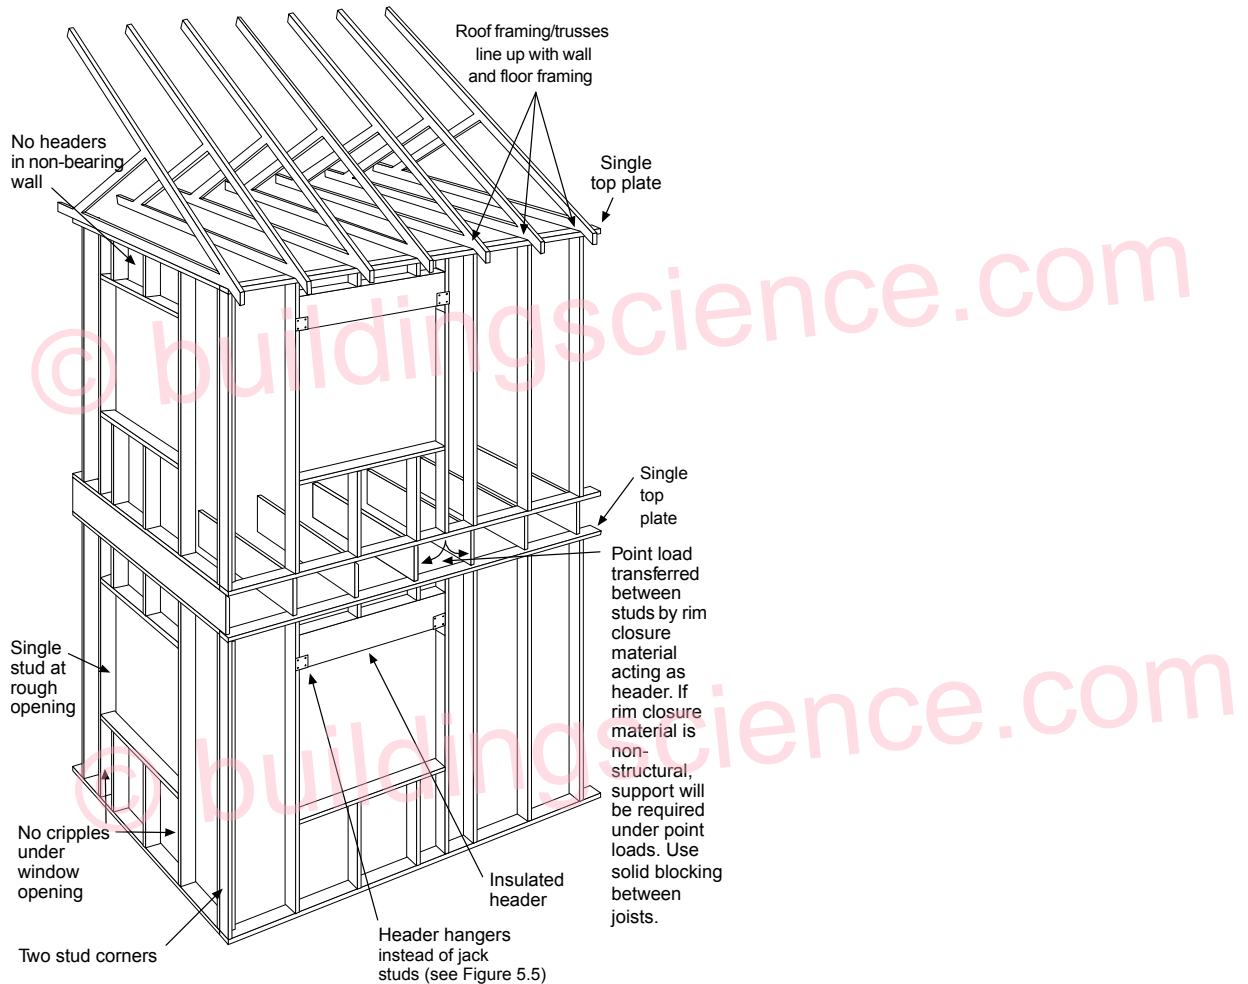 Roof framing/trusses
line up with wall
and floor framing
No headers
in non-bearing
wall
Single
top plate
© buildingscience.com
Single
top
plate
Point load
transferred
between
studs by rim
closure
material
acting as
header. If
rim closure
material is
non-
structural,
support will
be required
under point
loads. Use
solid blocking
between
joists.
Single
stud at
rough
opening
© buildingscience.com
No cripples
under
window
opening
Insulated
header
Two stud corners
Header hangers
instead of jack
studs (see Figure 5.5)